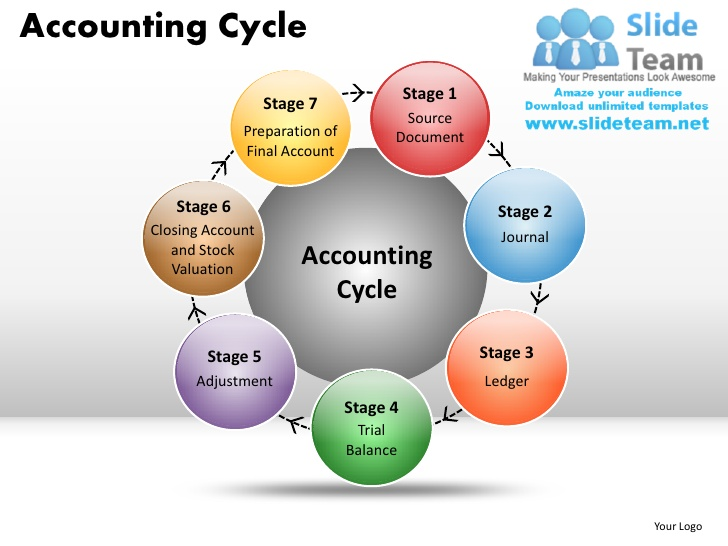 Accounting Cycle
Slide
Team
Making Your Presentations Look Awesome
Amaze your audience
Download unlimited templates
www.slideteam.net
Stage 1
Source
Document
Stage 2
Journal
Stage 3
Ledger
Stage 4
Trial
Balance
Stage 5
Adjustment
Stage 6
Closing Account
and Stock
Valuation
Stage 7
Preparation of
Final Account
Accounting
Cycle
Your Logo